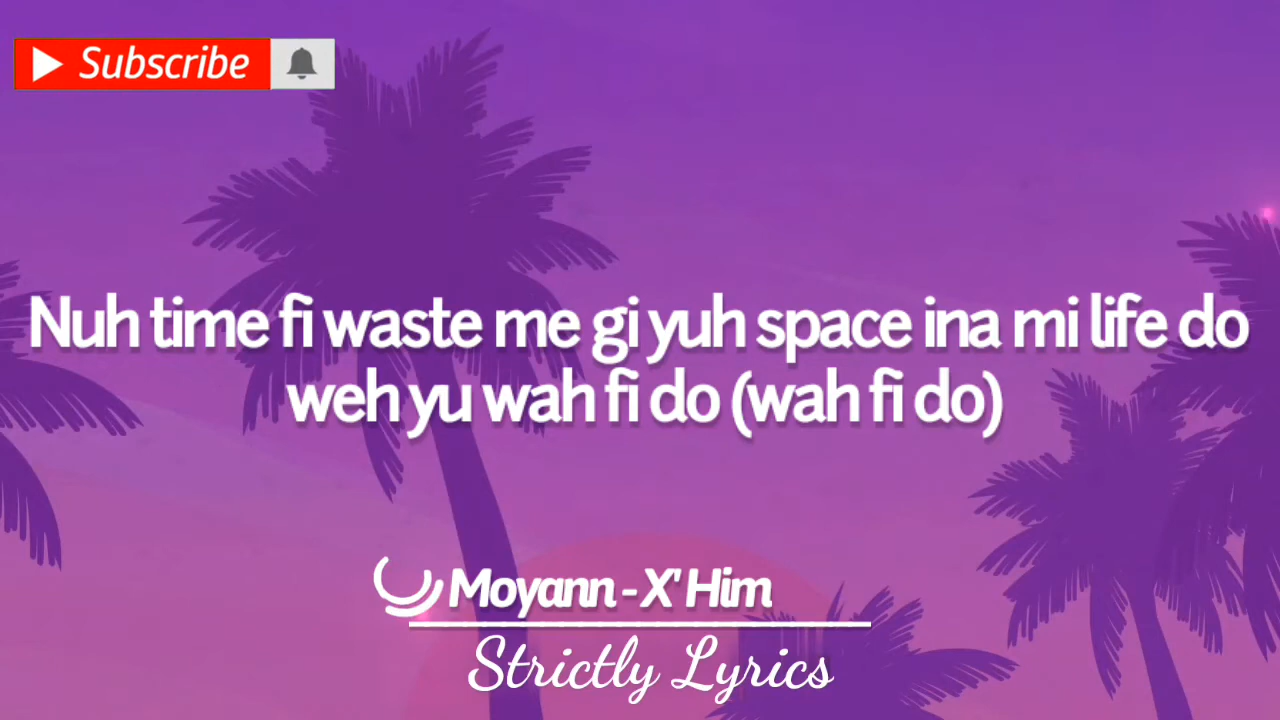 Subscribe
Nuh time fi waste me gi yuh space ina mi life do
weh yu wah fi do (wah fi do)
Moyann - X' Him
Strictly Lyrics